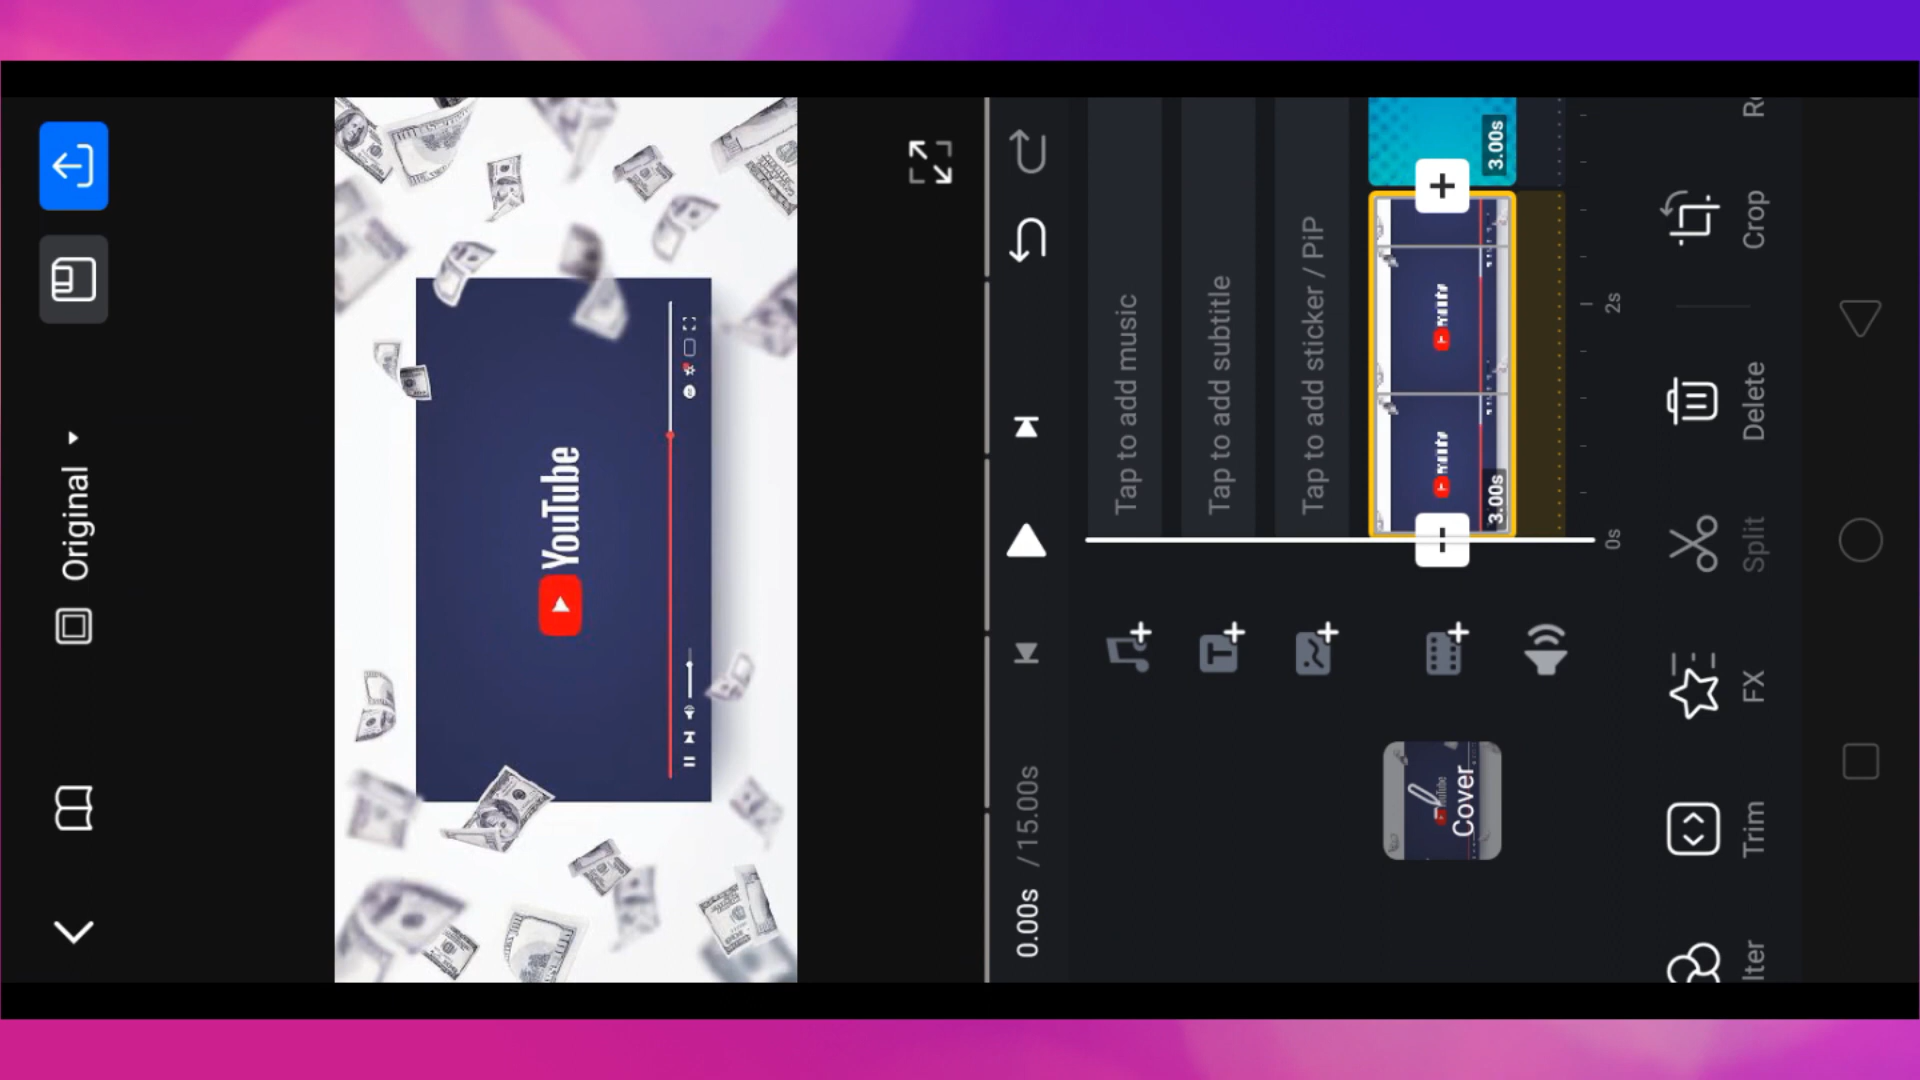 Original
YouTube
0.00s / 15.00s
Tap to add music
Tap to add subtitle
Tap to add sticker / PiP
Cover
YouTube
3.00s
3.00s
0s
2s
lter
Trim
FX
Split
Delete
Crop